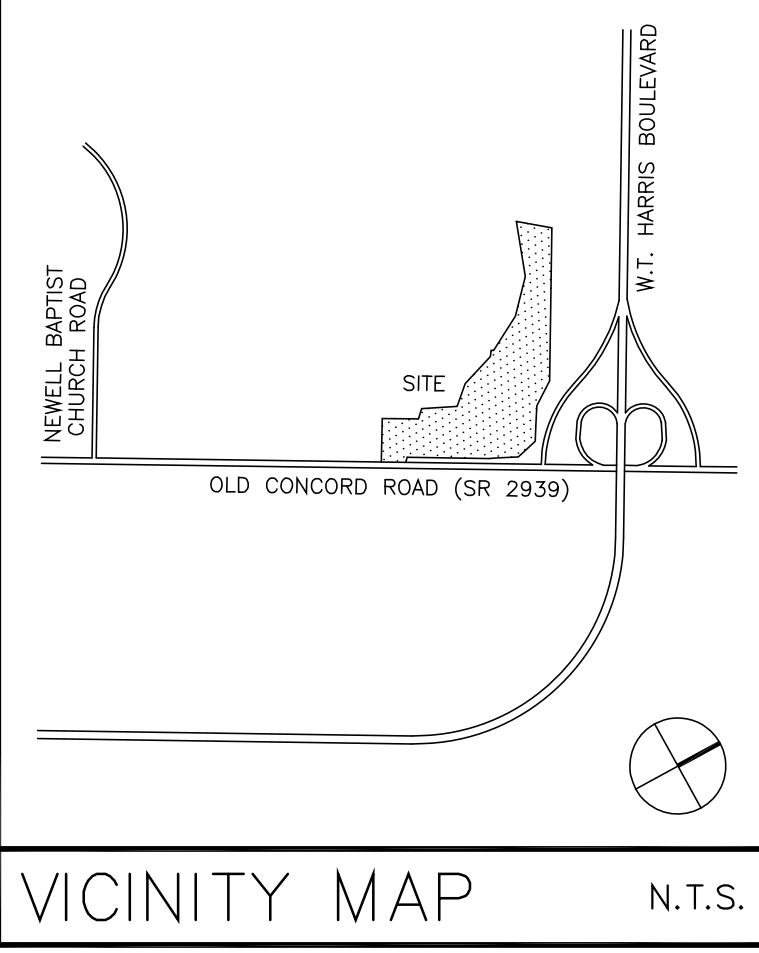 W.T. HARRIS BOULEVARD
NEWELL BAPTIST
CHURCH ROAD
SITE
OLD CONCORD ROAD (SR 2939)
VICINITY MAP
N.T.S.